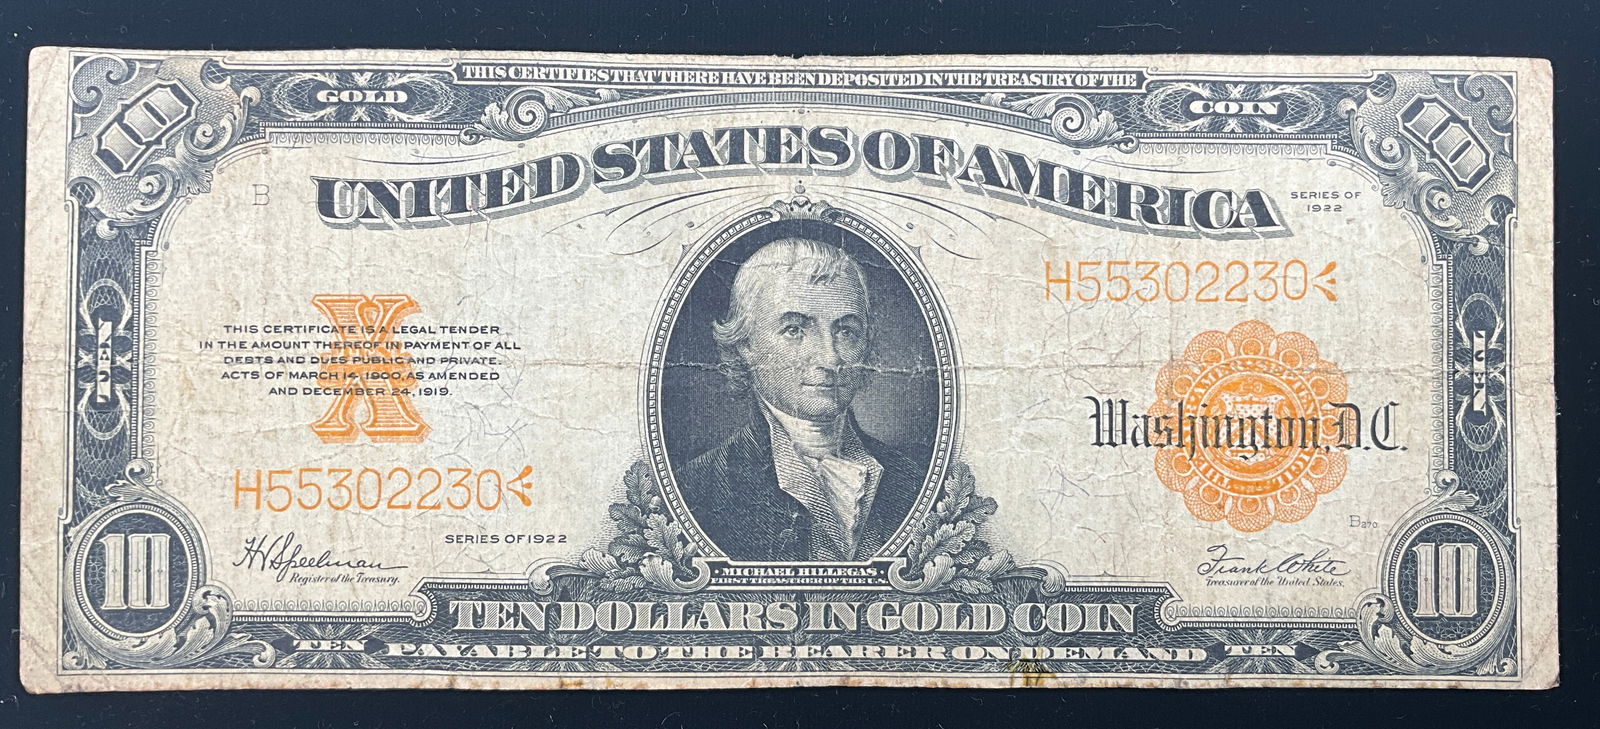 THIS CERTIFIES THAT THERE HAVE BEEN DEPOSITED IN THE TREASURY OF THE
10 GOLD COIN 10
UNITED STATES OF AMERICA
B
SERIES OF
1922
H55302230
X
THIS CERTIFICATE IS A LEGAL TENDER
IN THE AMOUNT THEREOF IN PAYMENT OF ALL
DEBTS AND DUES PUBLIC AND PRIVATE.
ACTS OF MARCH 14, 1900, AS AMENDED
AND DECEMBER 24, 1919.
TEN
TEN
Washington, D.C.
H55302230
SERIES OF 1922
B270
H V Speelman
Register of the Treasury.
Frank White
Treasurer of the United States.
MICHAEL HILLEGAS
FIRST TREASURER OF THE U.S.
10 TEN DOLLARS IN GOLD COIN 10
TEN PAYABLE TO THE BEARER ON DEMAND TEN